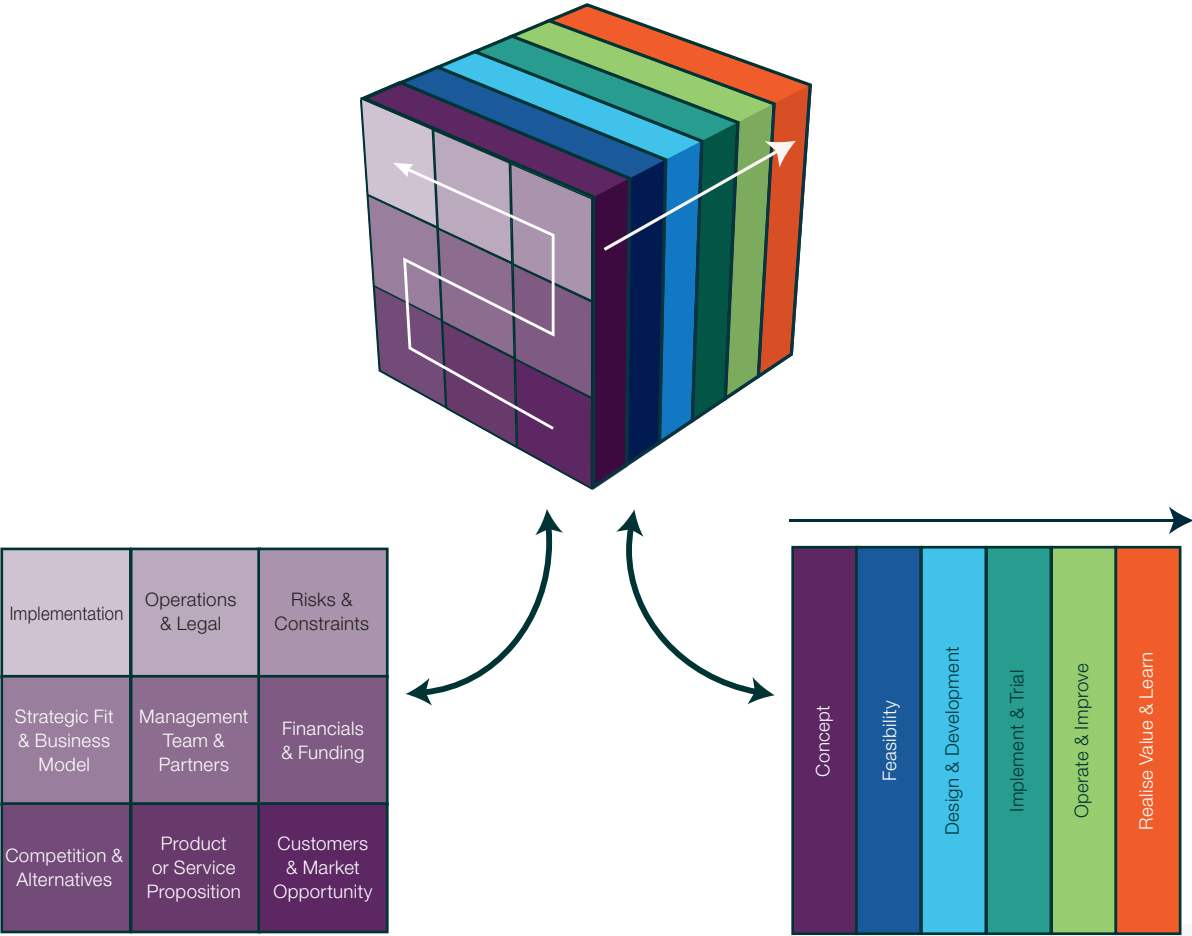 Implementation
Operations
& Legal
Risks &
Constraints
Strategic Fit
& Business
Model
Management
Team &
Partners
Financials
& Funding
Competition &
Alternatives
Product
or Service
Proposition
Customers
& Market
Opportunity
Concept
Feasibility
Design & Development
Implement & Trial
Operate & Improve
Realise Value & Learn